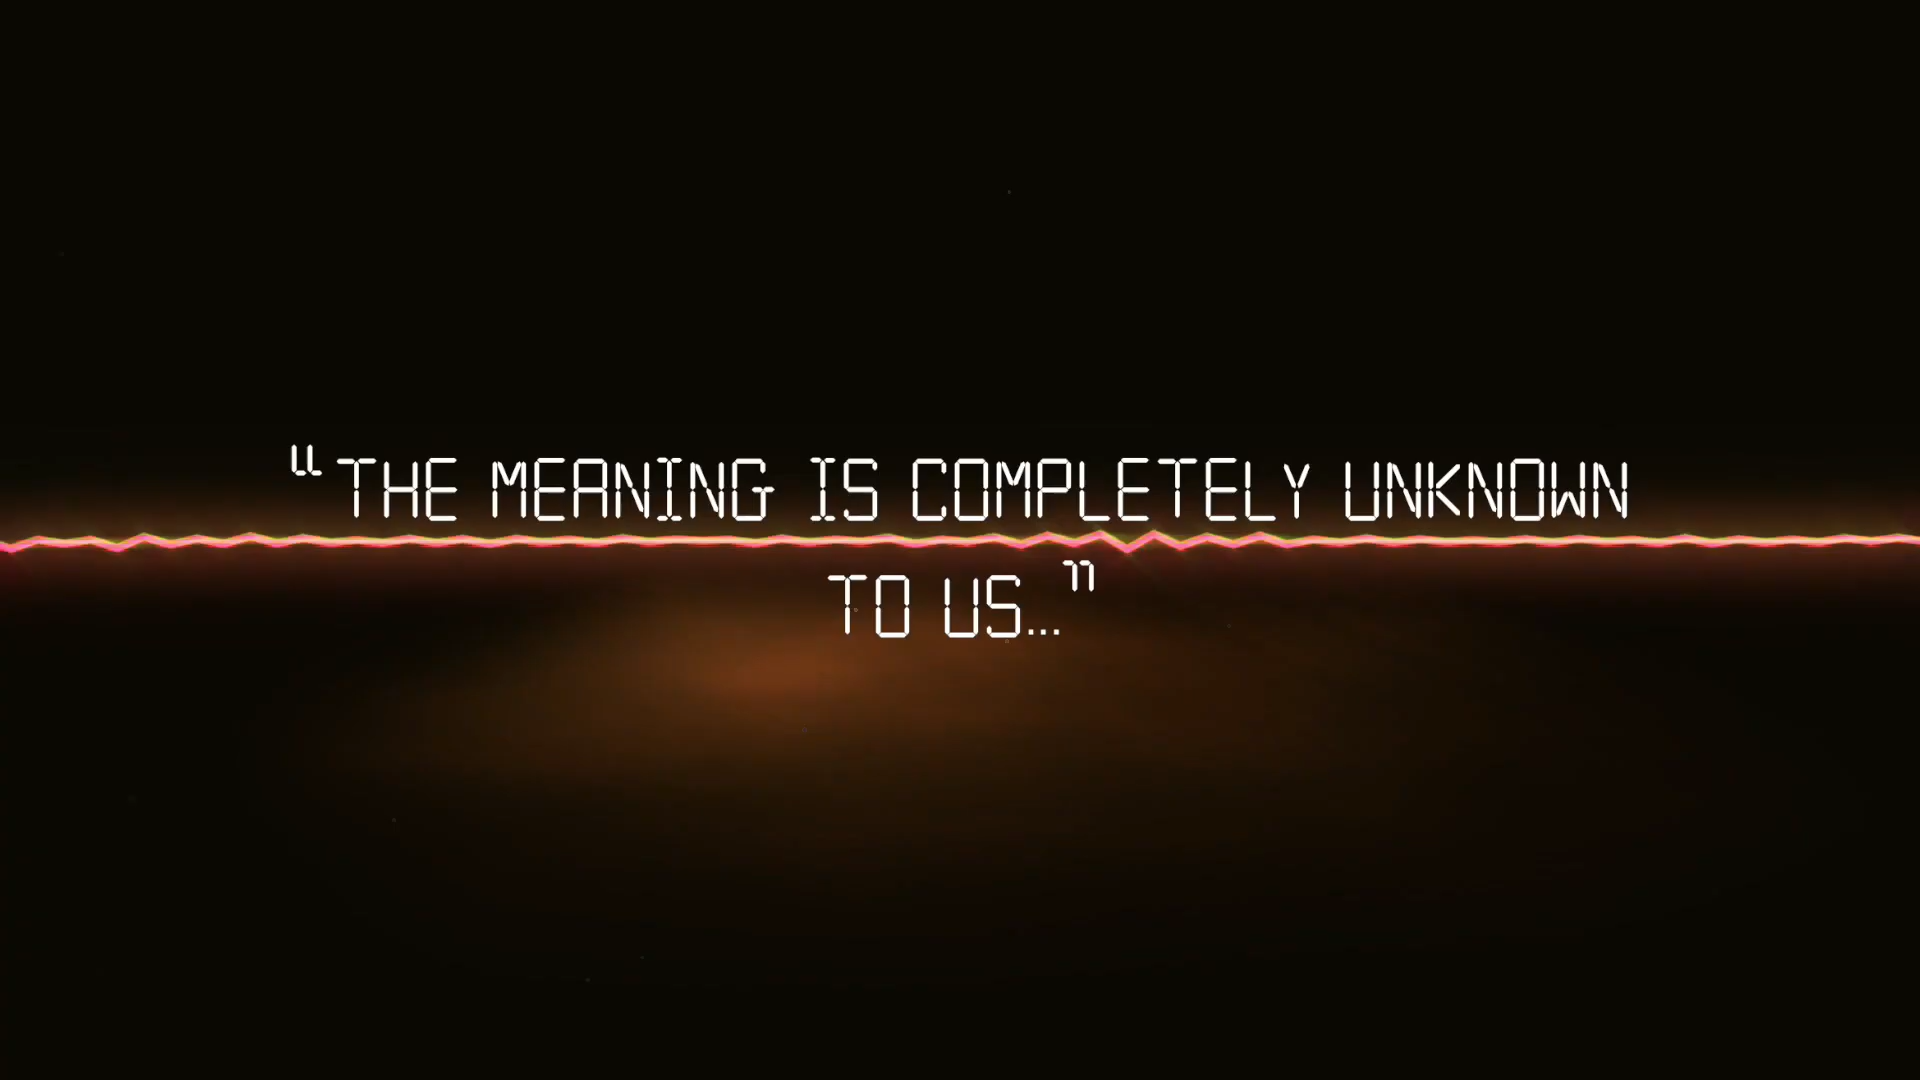 “THE MEANING IS COMPLETELY UNKNOWN
TO US...”